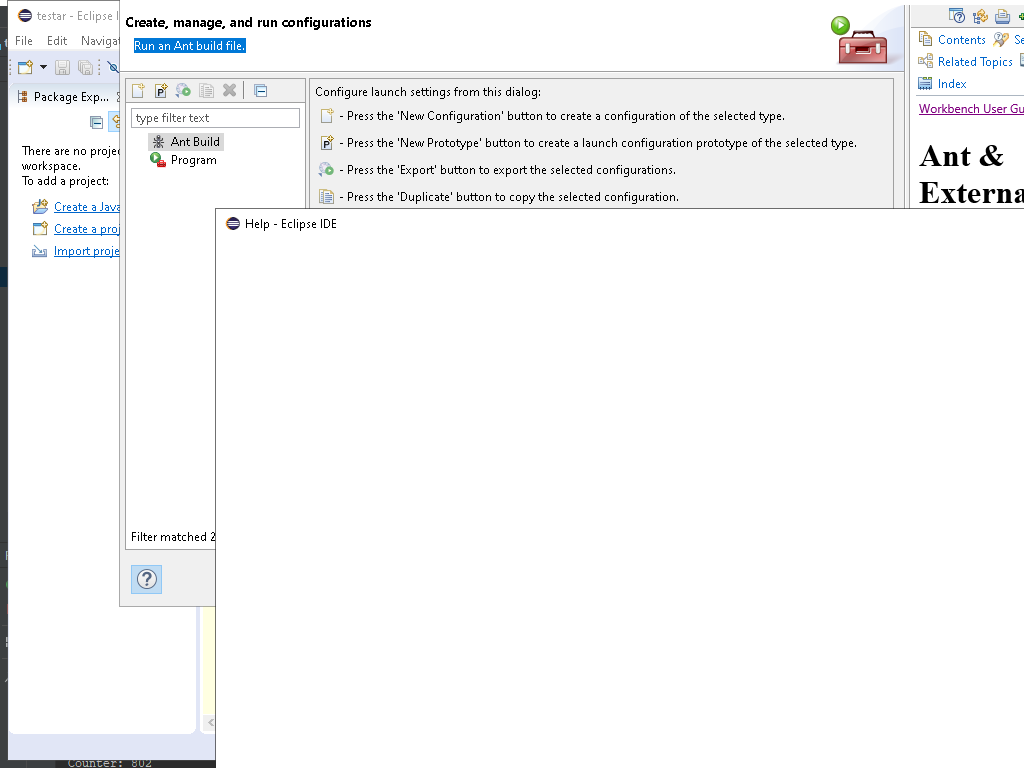 testar - Eclipse I
File Edit Navigat
Package Exp...
There are no projec
workspace.
To add a project:
Create a Java
Create a proj
Import proje
Create, manage, and run configurations
Run an Ant build file.
type filter text
Ant Build
Program
Filter matched 2
Configure launch settings from this dialog:
- Press the 'New Configuration' button to create a configuration of the selected type.
- Press the 'New Prototype' button to create a launch configuration prototype of the selected type.
- Press the 'Export' button to export the selected configurations.
- Press the 'Duplicate' button to copy the selected configuration.
Help - Eclipse IDE
Contents Se
Related Topics
Index
Workbench User Gu
Ant &
Externa
Counter: 802